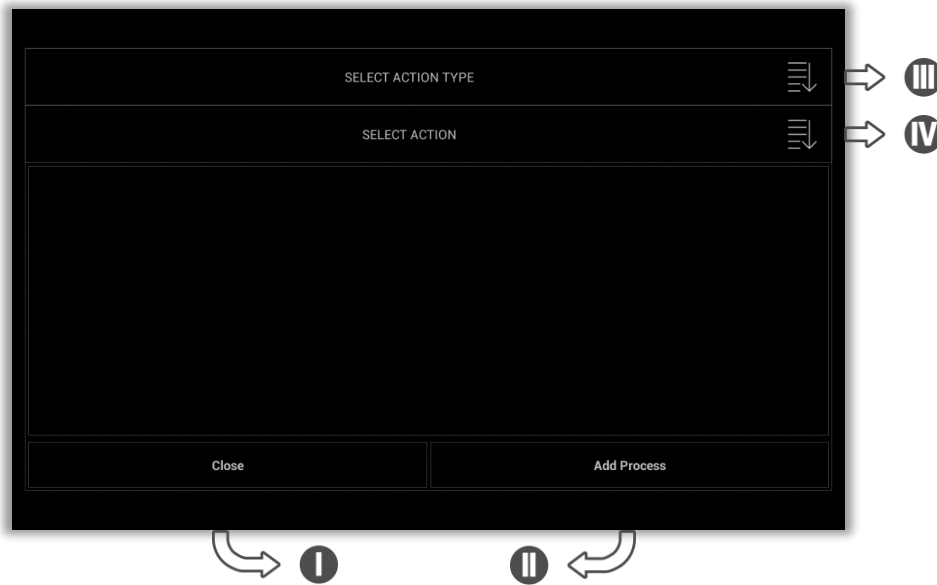 SELECT ACTION TYPE
III
SELECT ACTION
IV
Close
Add Process
I
II